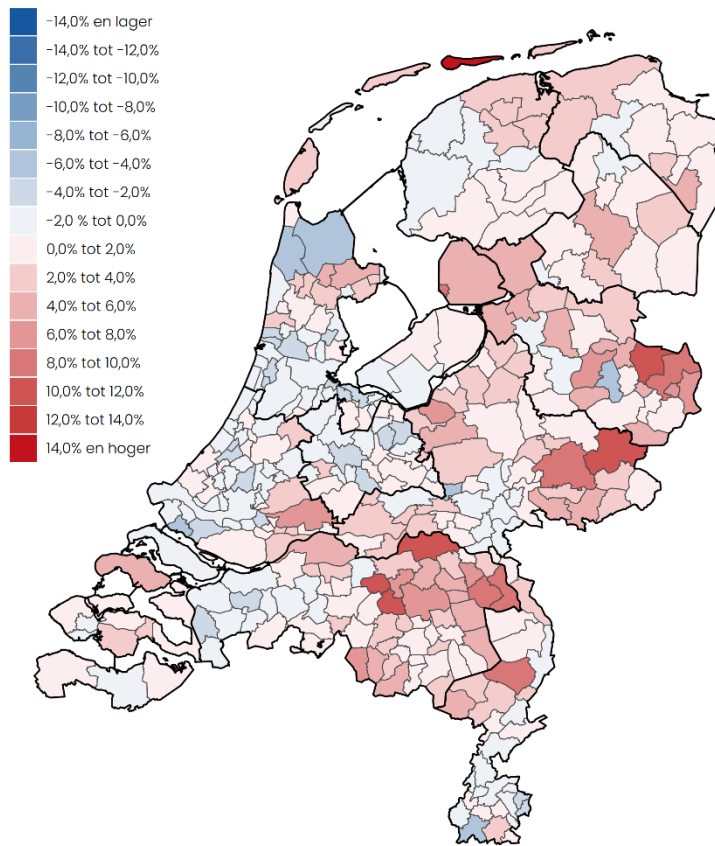 −14,0% en lager
−14,0% tot −12,0%
−12,0% tot −10,0%
−10,0% tot −8,0%
−8,0% tot −6,0%
−6,0% tot −4,0%
−4,0% tot −2,0%
−2,0 % tot 0,0%
0,0% tot 2,0%
2,0% tot 4,0%
4,0% tot 6,0%
6,0% tot 8,0%
8,0% tot 10,0%
10,0% tot 12,0%
12,0% tot 14,0%
14,0% en hoger